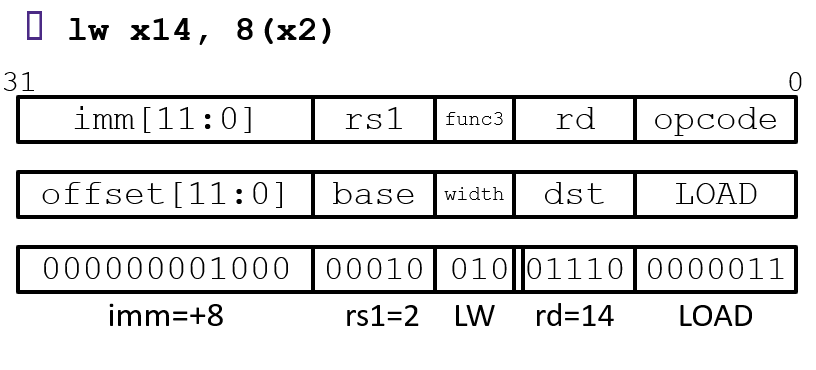 lw x14, 8(x2)
31 0
imm[11:0] rs1 func3 rd opcode
offset[11:0] base width dst LOAD
000000001000 00010 010 01110 0000011
imm=+8 rs1=2 LW rd=14 LOAD